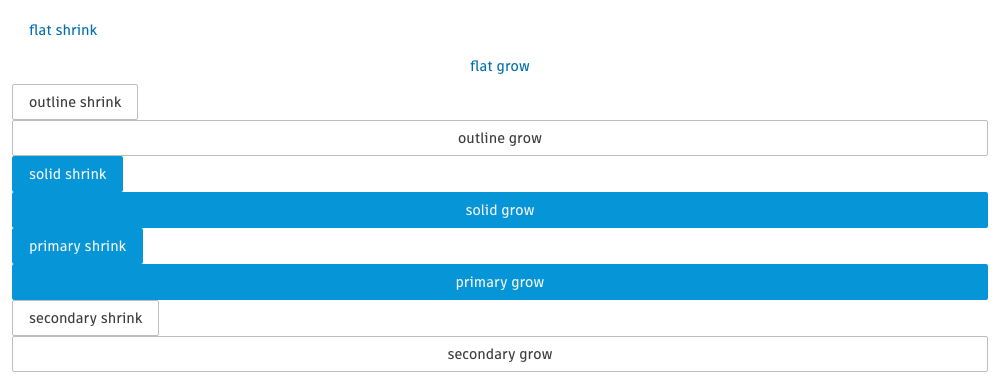 flat shrink
flat grow
outline shrink
outline grow
solid shrink
solid grow
primary shrink
primary grow
secondary shrink
secondary grow